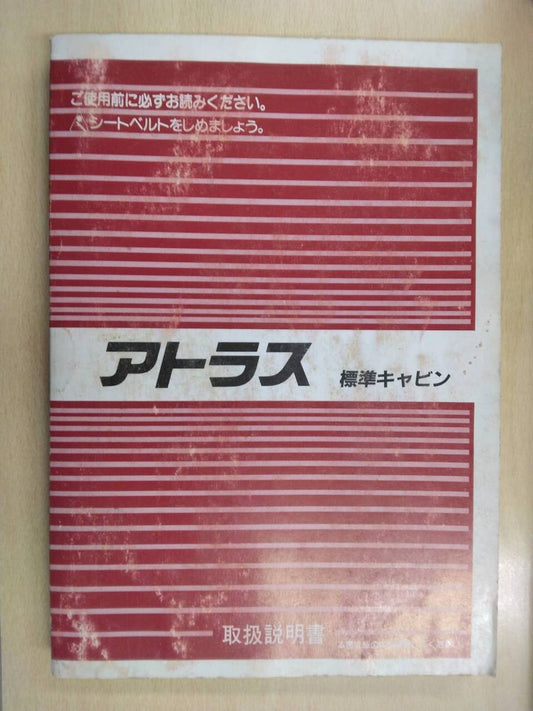 ご使用前に必ずお読みください。
シートベルトをしめましょう。
アトラス 標準キャビン
取扱説明書